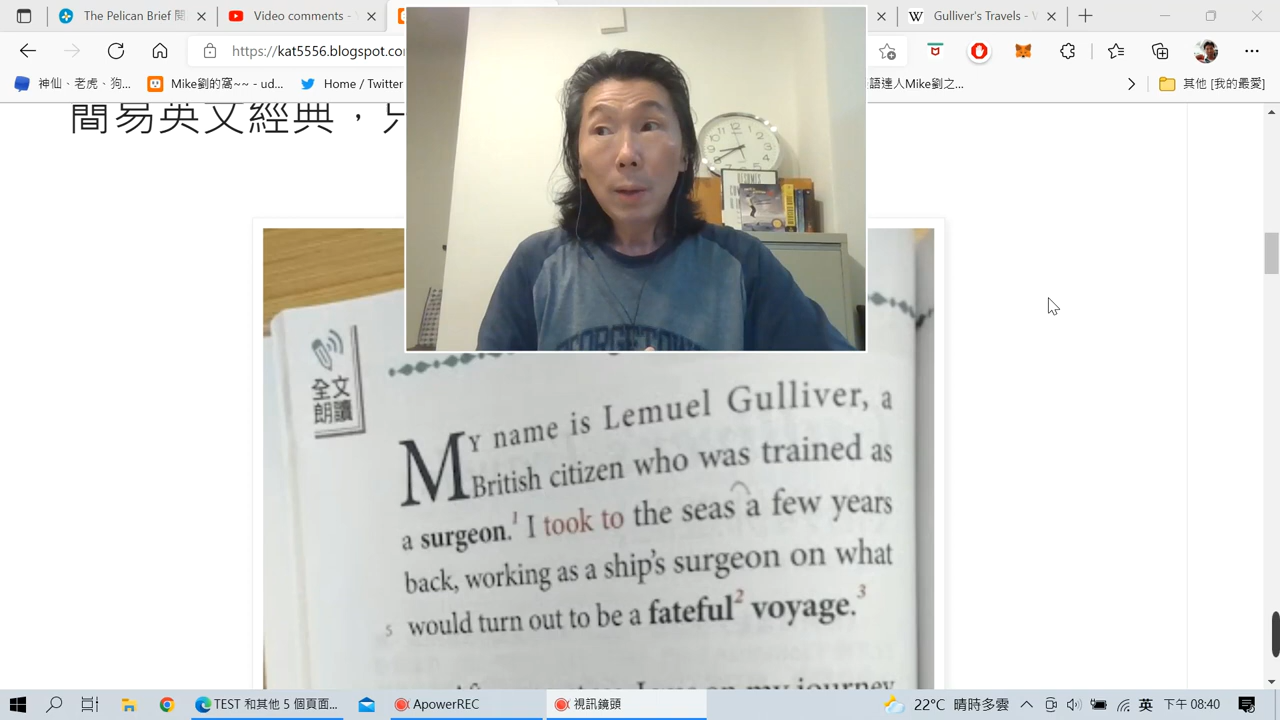 The Pelican Brief 閱
Video comments - Y
Gulliver's Travels - W
https://kat5556.blogspot.co
神仙、老虎、狗...
Mike劉の窩~~ - ud...
Home / Twitter
語達人Mike劉之...
其他 [我的最愛]
簡易英文經典，
全文
朗讀
MY name is Lemuel Gulliver, a
British citizen who was trained as
a surgeon.1 I took to the seas a few years
back, working as a ship's surgeon on what
5 would turn out to be a fateful2 voyage.3
TEST 和其他 5 個頁面...
ApowerREC
視訊鏡頭
22°C 晴時多雲
英
下午 08:40